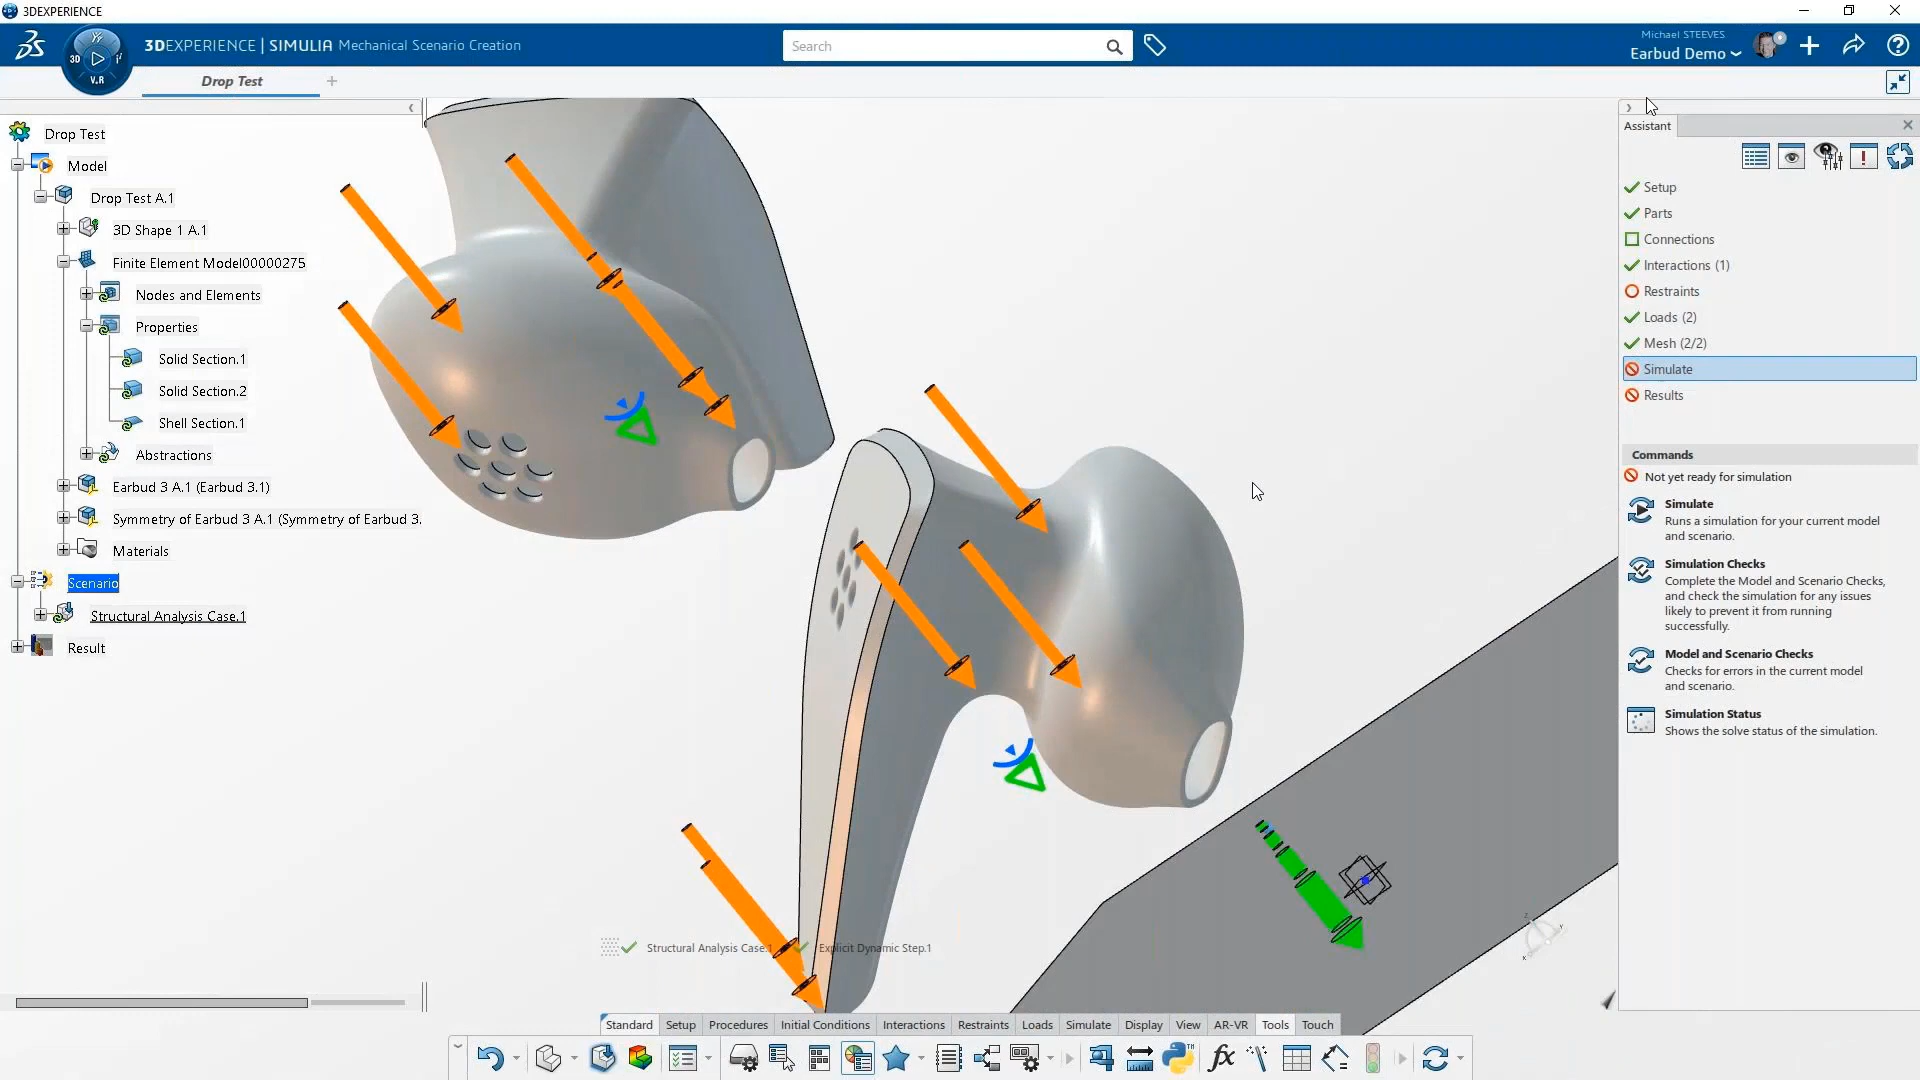 3DEXPERIENCE
3DEXPERIENCE | SIMULIA Mechanical Scenario Creation
3D
V.R
Search
Michael STEEVES
Earbud Demo
Drop Test
Drop Test
Model
Drop Test A.1
3D Shape 1 A.1
Finite Element Model00000275
Nodes and Elements
Properties
Solid Section.1
Solid Section.2
Shell Section.1
Abstractions
Earbud 3 A.1 (Earbud 3.1)
Symmetry of Earbud 3 A.1 (Symmetry of Earbud 3.
Materials
Scenario
Structural Analysis Case.1
Result
Structural Analysis Case.1
Explicit Dynamic Step.1
Assistant
Setup
Parts
Connections
Interactions (1)
Restraints
Loads (2)
Mesh (2/2)
Simulate
Results
Commands
Not yet ready for simulation
Simulate
Runs a simulation for your current model
and scenario.
Simulation Checks
Complete the Model and Scenario Checks,
and check the simulation for any issues
likely to prevent it from running
successfully.
Model and Scenario Checks
Checks for errors in the current model
and scenario.
Simulation Status
Shows the solve status of the simulation.
Standard Setup Procedures Initial Conditions Interactions Restraints Loads Simulate Display View AR-VR Tools Touch
fx